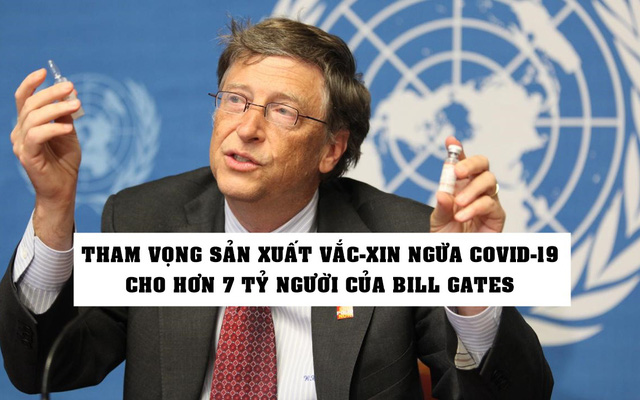 THAM VỌNG SẢN XUẤT VẮC-XIN NGỪA COVID-19
CHO HƠN 7 TỶ NGƯỜI CỦA BILL GATES